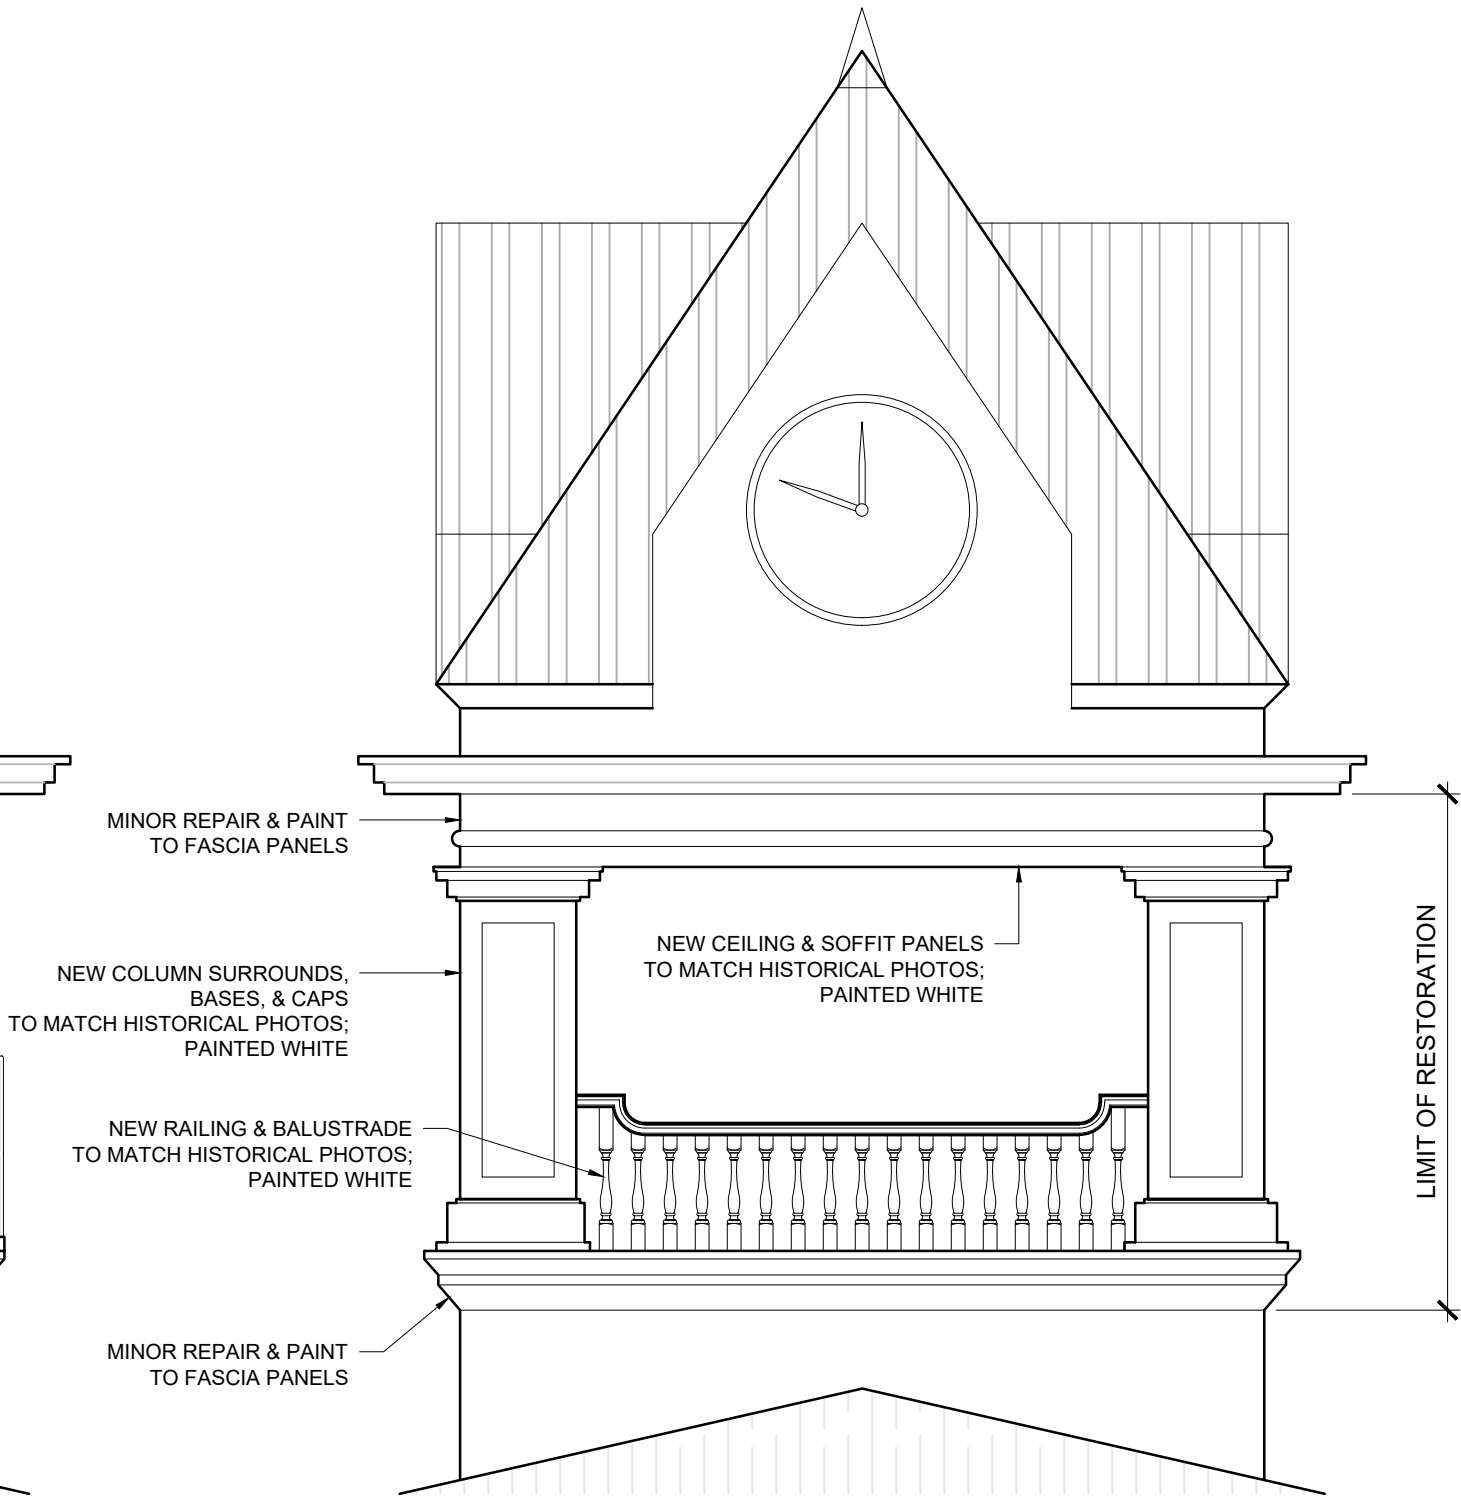 MINOR REPAIR & PAINT
TO FASCIA PANELS
NEW CEILING & SOFFIT PANELS
TO MATCH HISTORICAL PHOTOS;
PAINTED WHITE
NEW COLUMN SURROUNDS,
BASES, & CAPS
TO MATCH HISTORICAL PHOTOS;
PAINTED WHITE
LIMIT OF RESTORATION
NEW RAILING & BALUSTRADE
TO MATCH HISTORICAL PHOTOS;
PAINTED WHITE
MINOR REPAIR & PAINT
TO FASCIA PANELS